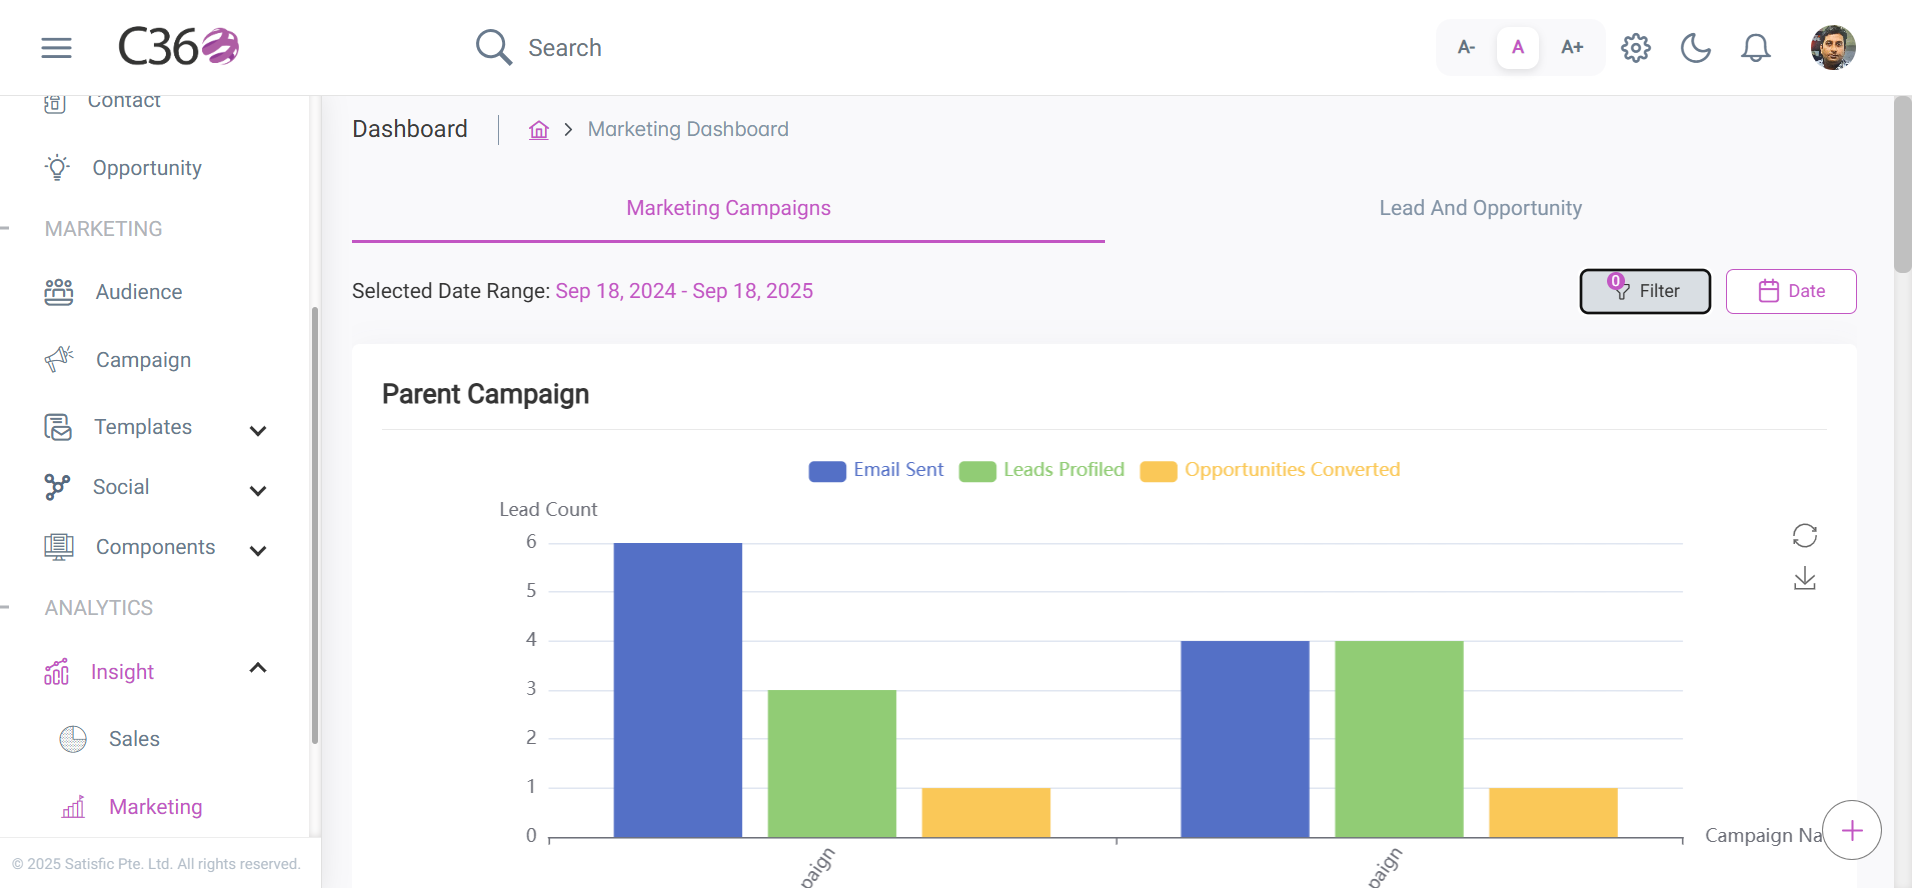 C360
Search
A-
A
A+
Contact
Opportunity
MARKETING
Audience
Campaign
Templates
Social
Components
ANALYTICS
Insight
Sales
Marketing
© 2025 Satisfic Pte. Ltd. All rights reserved.
Dashboard
Marketing Dashboard
Marketing Campaigns
Lead And Opportunity
Selected Date Range: Sep 18, 2024 - Sep 18, 2025
0
Filter
Date
Parent Campaign
Email Sent
Leads Profiled
Opportunities Converted
Lead Count
6
5
4
3
2
1
0
Campaign Na
paign
paign